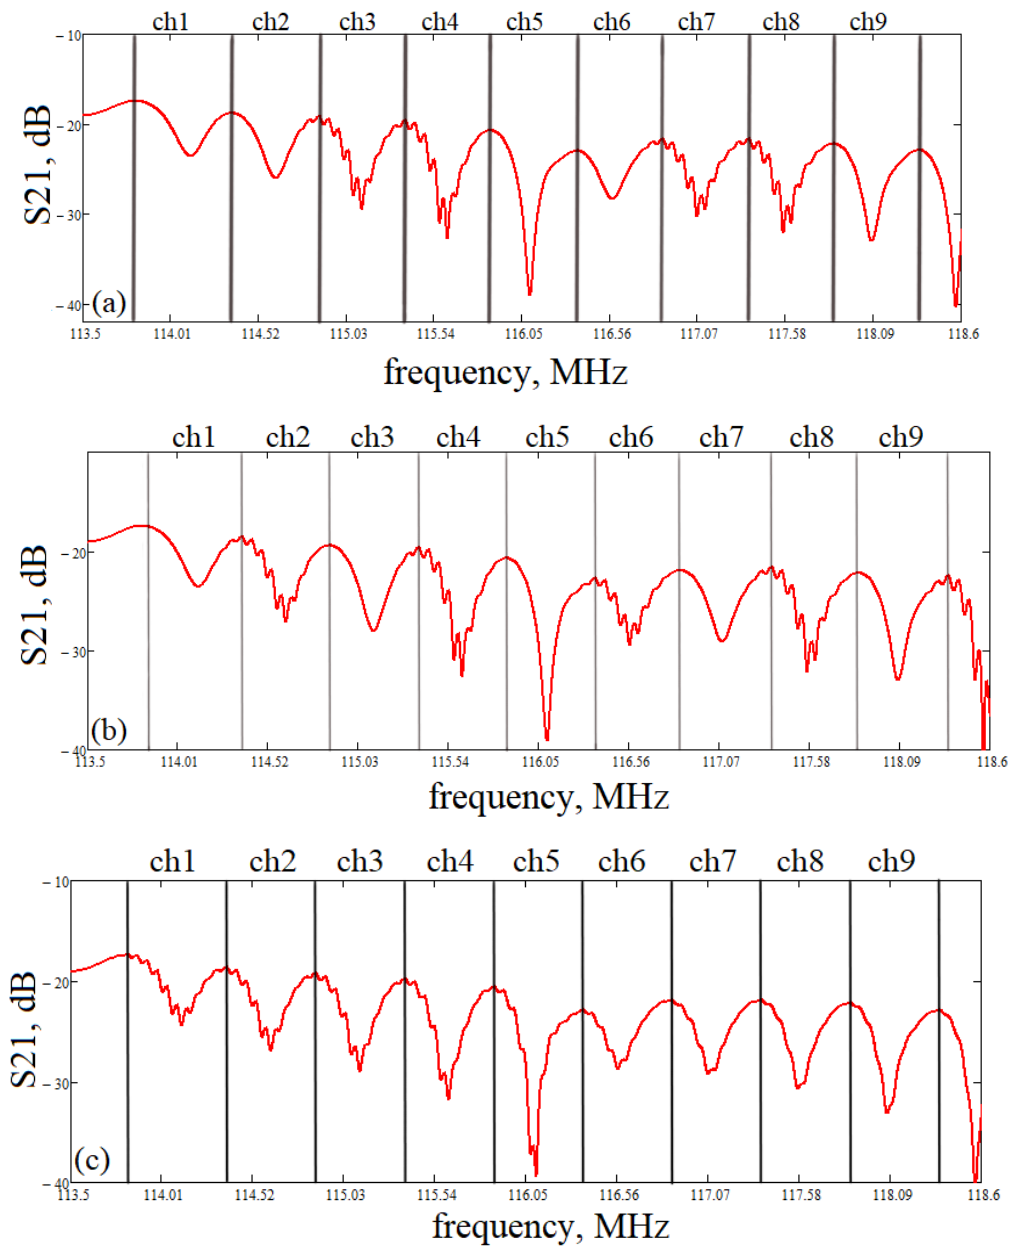 ch1 ch2 ch3 ch4 ch5 ch6 ch7 ch8 ch9
−10
−20
−30
−40
S21, dB
(a)
113.5 114.01 114.52 115.03 115.54 116.05 116.56 117.07 117.58 118.09 118.6
frequency, MHz
ch1 ch2 ch3 ch4 ch5 ch6 ch7 ch8 ch9
−20
−30
−40
S21, dB
(b)
113.5 114.01 114.52 115.03 115.54 116.05 116.56 117.07 117.58 118.09 118.6
frequency, MHz
ch1 ch2 ch3 ch4 ch5 ch6 ch7 ch8 ch9
−10
−20
−30
−40
S21, dB
(c)
113.5 114.01 114.52 115.03 115.54 116.05 116.56 117.07 117.58 118.09 118.6
frequency, MHz